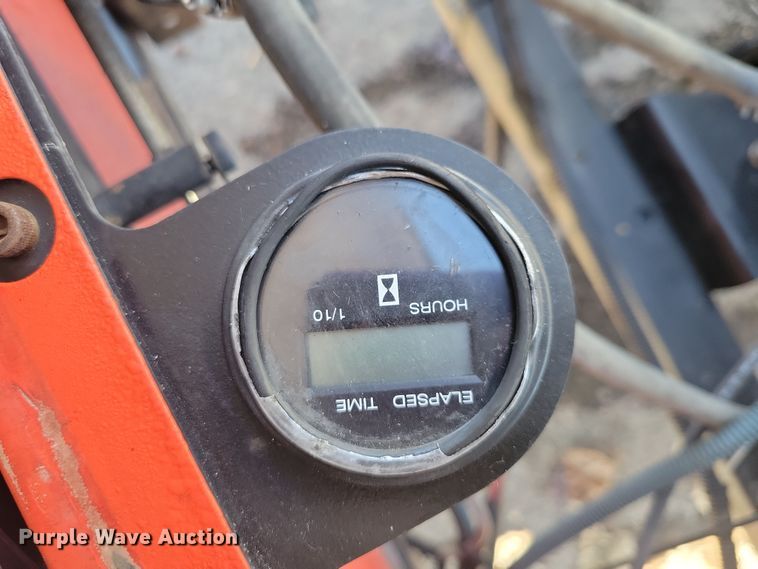 ELAPSED TIME
HOURS 1/10
Purple Wave Auction